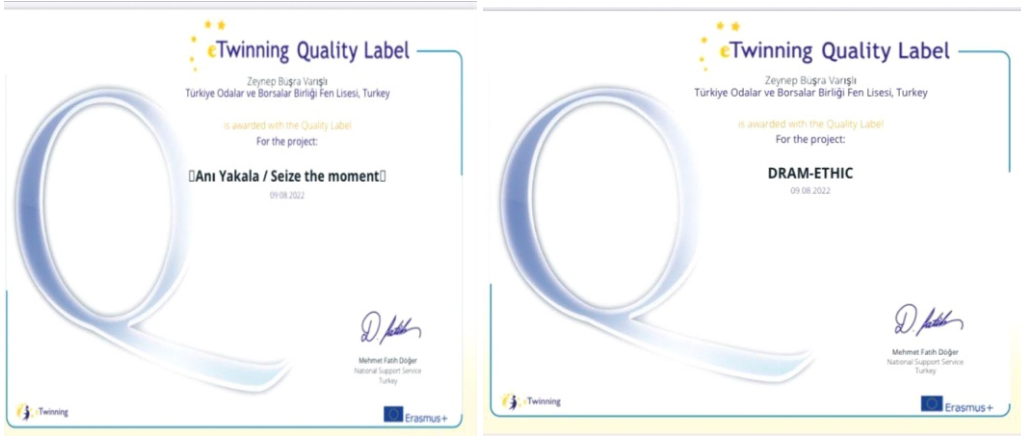 eTwinning Quality Label
Zeynep Büşra Varışlı
Türkiye Odalar ve Borsalar Birliği Fen Lisesi, Turkey
is awarded with the Quality Label
For the project:
▯Anı Yakala / Seize the moment▯
09.08.2022
Mehmet Fatih Döğer
National Support Service
Turkey
eTwinning
Erasmus+
eTwinning Quality Label
Zeynep Büşra Varışlı
Türkiye Odalar ve Borsalar Birliği Fen Lisesi, Turkey
is awarded with the Quality Label
For the project:
DRAM-ETHIC
09.08.2022
Mehmet Fatih Döğer
National Support Service
Turkey
eTwinning
Erasmus+